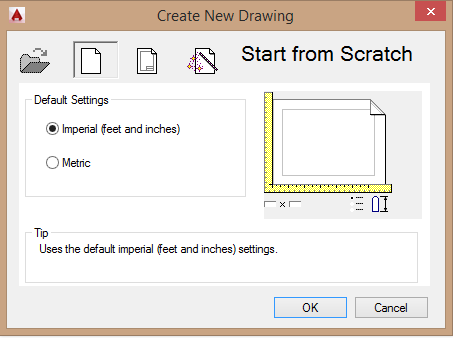 Create New Drawing
Start from Scratch
Default Settings
Imperial (feet and inches)
Metric
Tip
Uses the default imperial (feet and inches) settings.
OK
Cancel